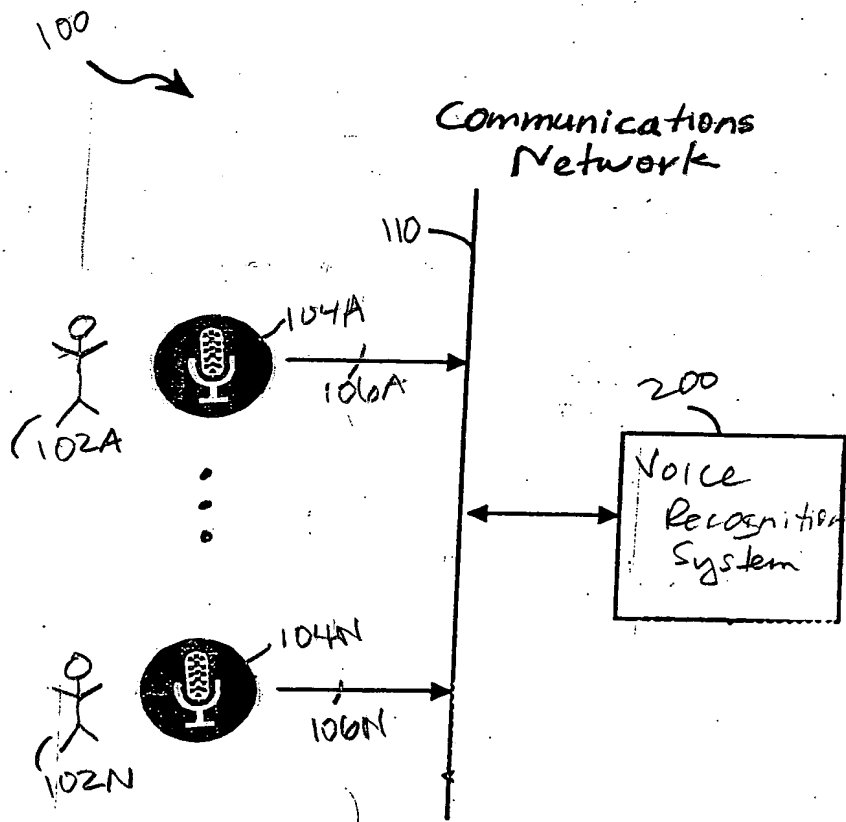 100
Communications
Network
110
104A
106A
102A
200
Voice
Recognition
System
104N
106N
102N